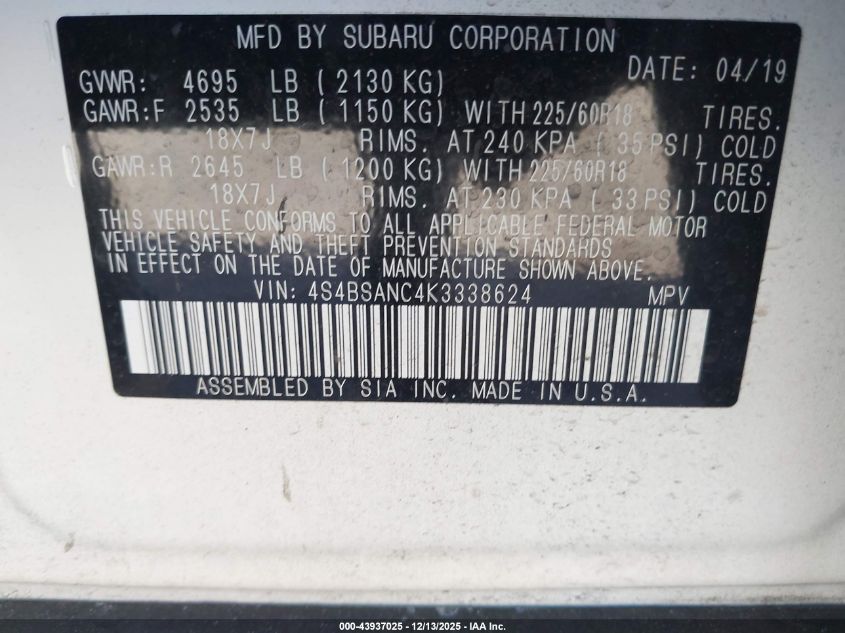 MFD BY SUBARU CORPORATION
DATE: 04/19
GVWR: 4695 LB ( 2130 KG)
GAWR:F 2535 LB ( 1150 KG) WITH 225/60R18 TIRES.
18X7J RIMS. AT 240 KPA ( 35 PSI) COLD
GAWR:R 2645 LB ( 1200 KG) WITH 225/60R18 TIRES.
18X7J RIMS. AT 230 KPA ( 33 PSI) COLD
THIS VEHICLE CONFORMS TO ALL APPLICABLE FEDERAL MOTOR
VEHICLE SAFETY AND THEFT PREVENTION STANDARDS
IN EFFECT ON THE DATE OF MANUFACTURE SHOWN ABOVE.
VIN: 4S4BSANC4K3338624 MPV
ASSEMBLED BY SIA INC. MADE IN U.S.A.
000-43937025 - 12/13/2025 - IAA Inc.